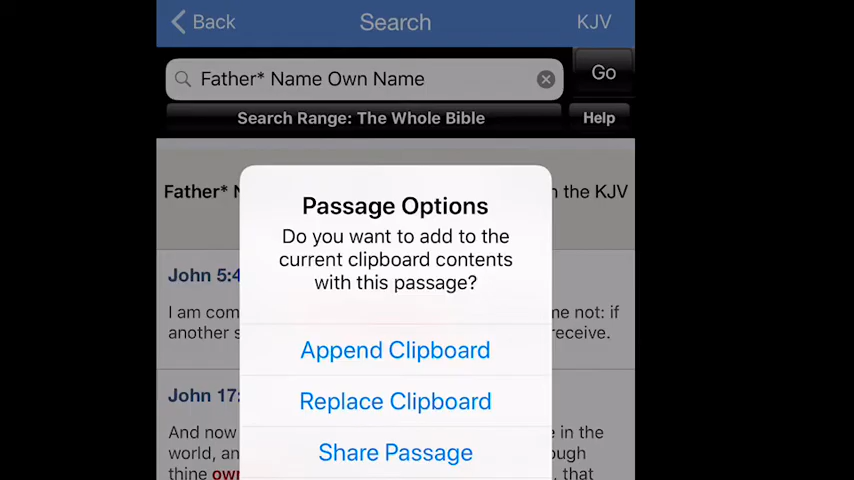 Back Search KJV
Father* Name Own Name Go
Search Range: The Whole Bible Help
Father* the KJV
Passage Options
Do you want to add to the
current clipboard contents
with this passage?
John 5:4
I am com me not: if
another receive.
Append Clipboard
John 17:
Replace Clipboard
And now in the
world, an
Share Passage
thine that